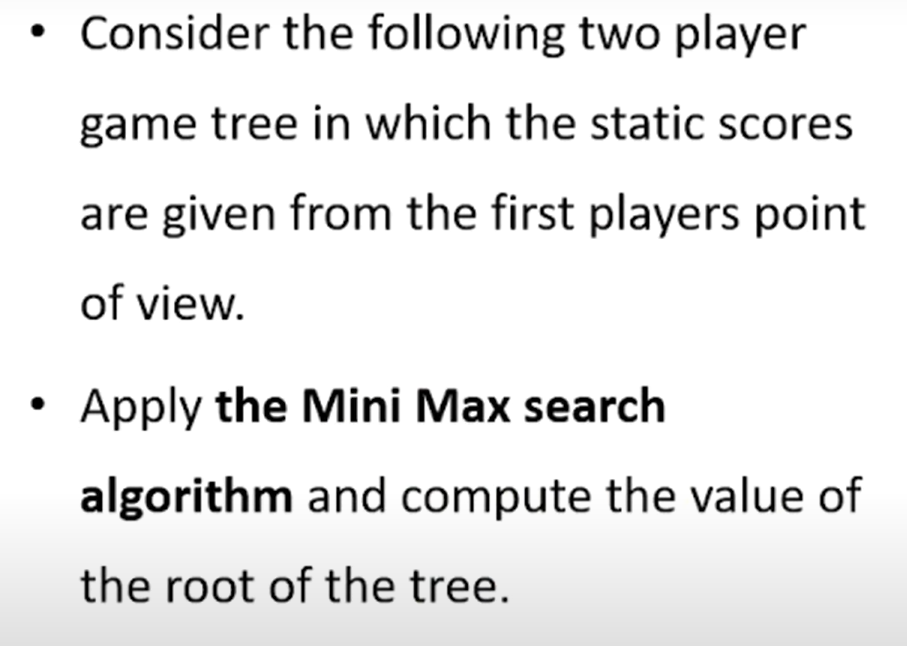 • Consider the following two player
game tree in which the static scores
are given from the first players point
of view.
• Apply the Mini Max search
algorithm and compute the value of
the root of the tree.